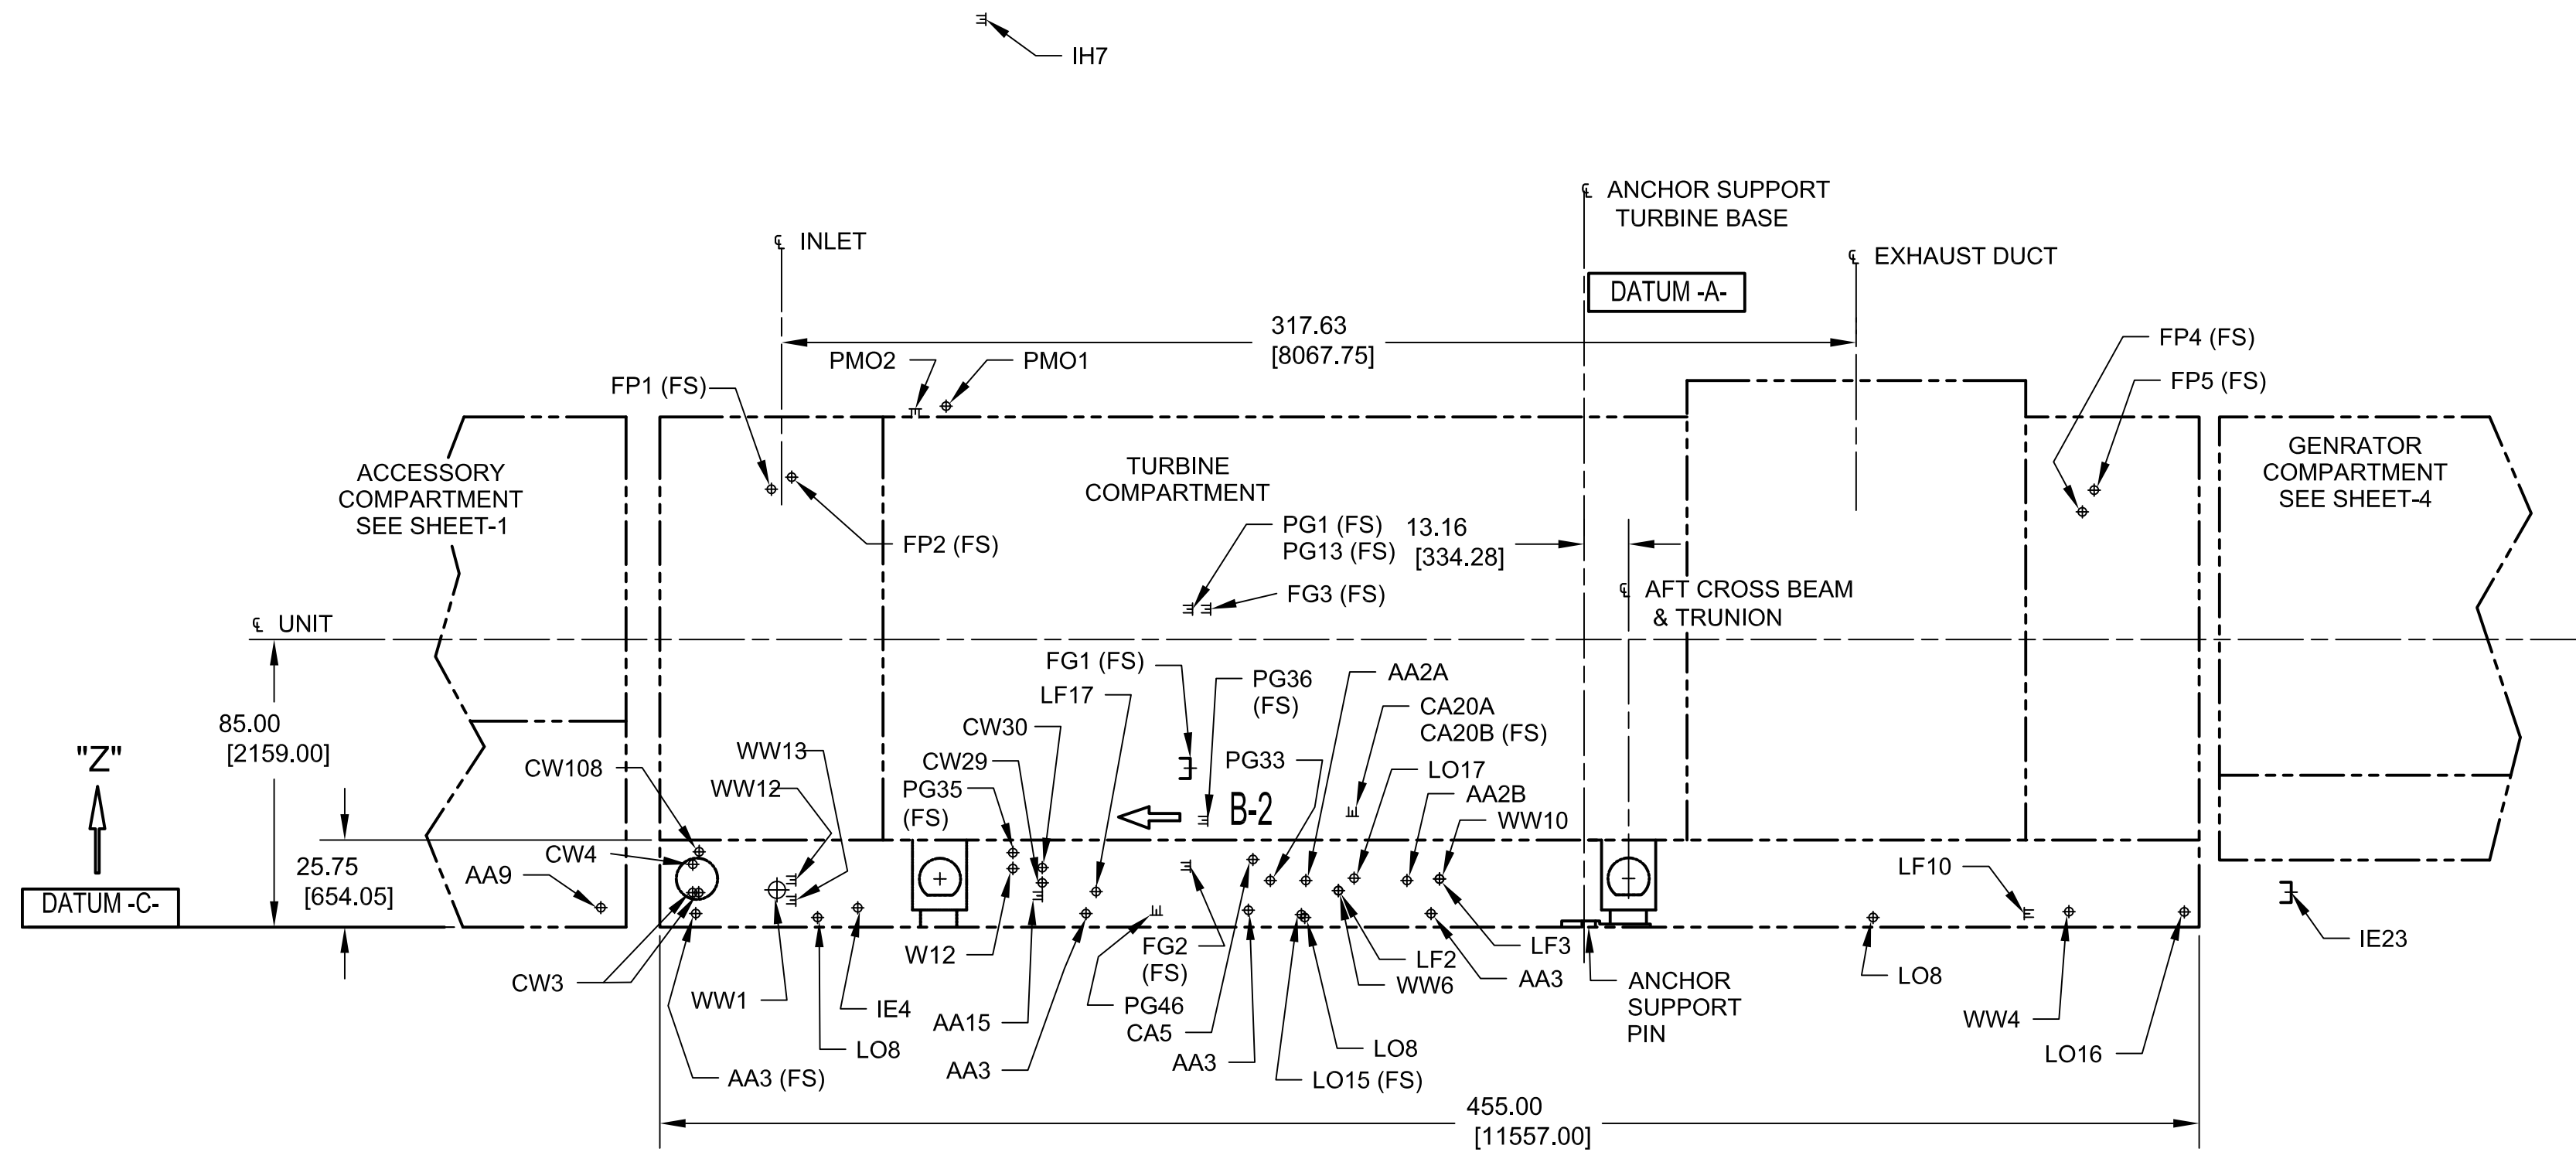 IH7
℄ ANCHOR SUPPORT
TURBINE BASE
℄ INLET
℄ EXHAUST DUCT
DATUM -A-
317.63
[8067.75]
PMO2
PMO1
FP1 (FS)
FP4 (FS)
FP5 (FS)
ACCESSORY
COMPARTMENT
SEE SHEET-1
TURBINE
COMPARTMENT
GENRATOR
COMPARTMENT
SEE SHEET-4
FP2 (FS)
PG1 (FS)
PG13 (FS)
13.16
[334.28]
FG3 (FS)
℄ AFT CROSS BEAM
& TRUNION
℄ UNIT
FG1 (FS)
PG36
(FS)
AA2A
LF17
CA20A
CA20B (FS)
85.00
[2159.00]
"Z"
CW30
WW13
CW29
PG33
LO17
CW108
WW12
PG35
(FS)
B-2
AA2B
WW10
CW4
25.75
[654.05]
AA9
LF10
DATUM -C-
W12
FG2
(FS)
LF2
LF3
IE23
CW3
WW1
IE4
PG46
WW6
AA3
ANCHOR
SUPPORT
PIN
LO8
AA15
CA5
WW4
LO8
AA3
AA3
LO8
LO16
AA3 (FS)
LO15 (FS)
455.00
[11557.00]